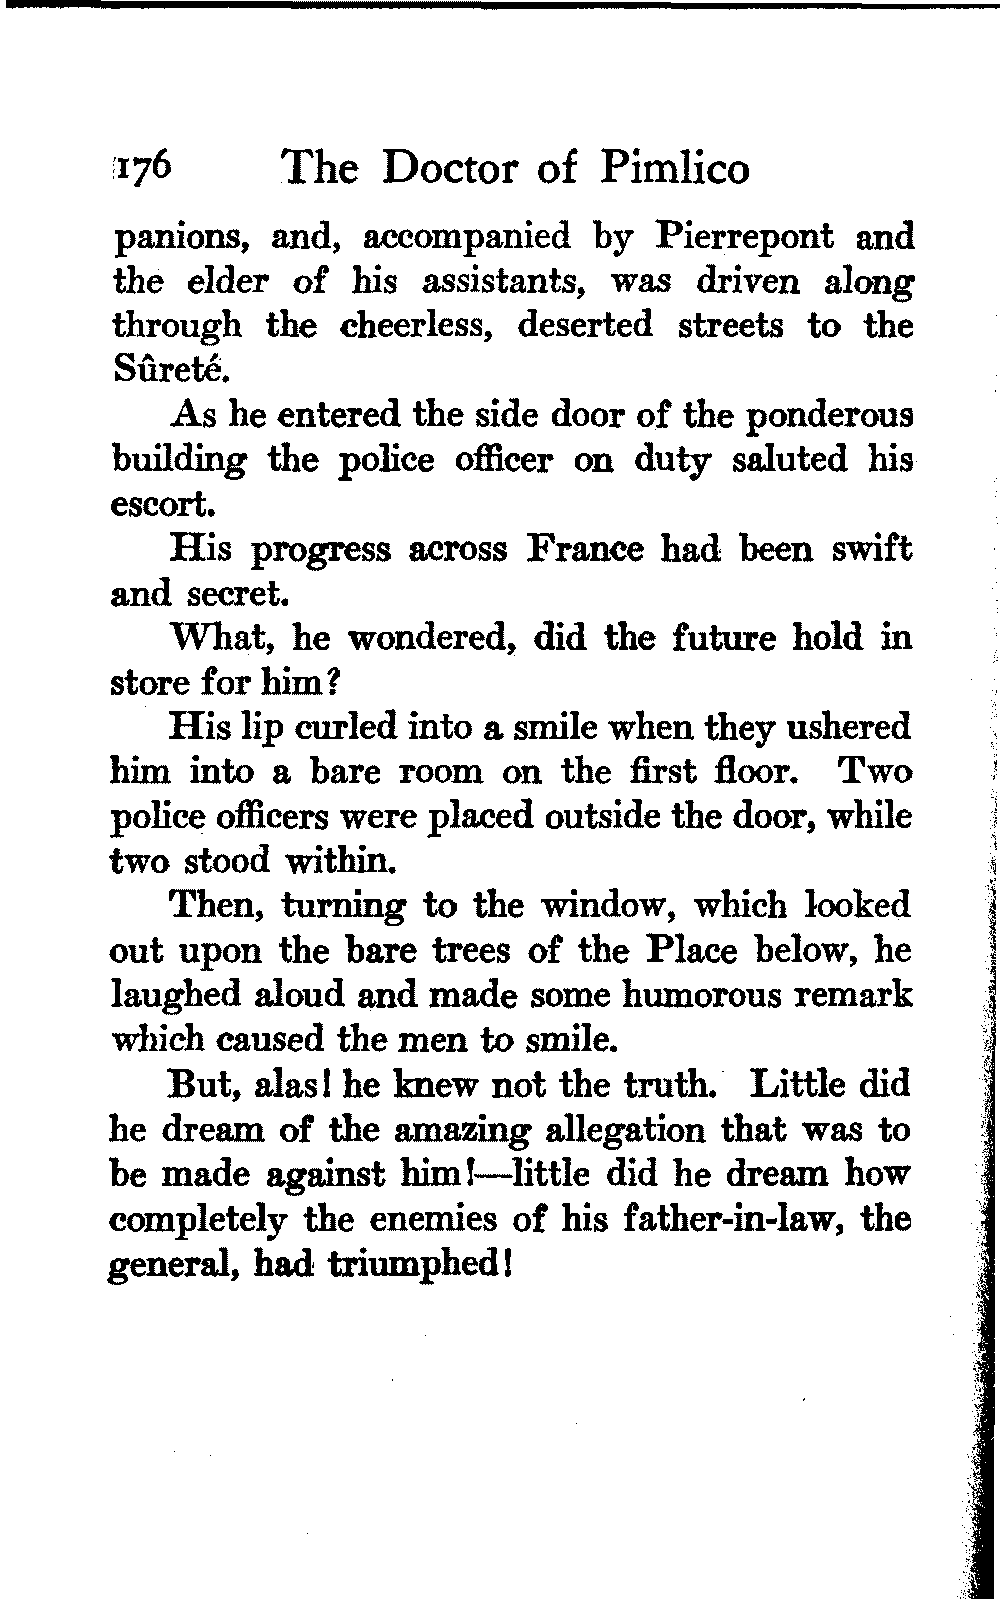 176 The Doctor of Pimlico
panions, and, accompanied by Pierrepont and
the elder of his assistants, was driven along
through the cheerless, deserted streets to the
Sûreté.
As he entered the side door of the ponderous
building the police officer on duty saluted his
escort.
His progress across France had been swift
and secret.
What, he wondered, did the future hold in
store for him?
His lip curled into a smile when they ushered
him into a bare room on the first floor. Two
police officers were placed outside the door, while
two stood within.
Then, turning to the window, which looked
out upon the bare trees of the Place below, he
laughed aloud and made some humorous remark
which caused the men to smile.
But, alas! he knew not the truth. Little did
he dream of the amazing allegation that was to
be made against him!—little did he dream how
completely the enemies of his father-in-law, the
general, had triumphed!